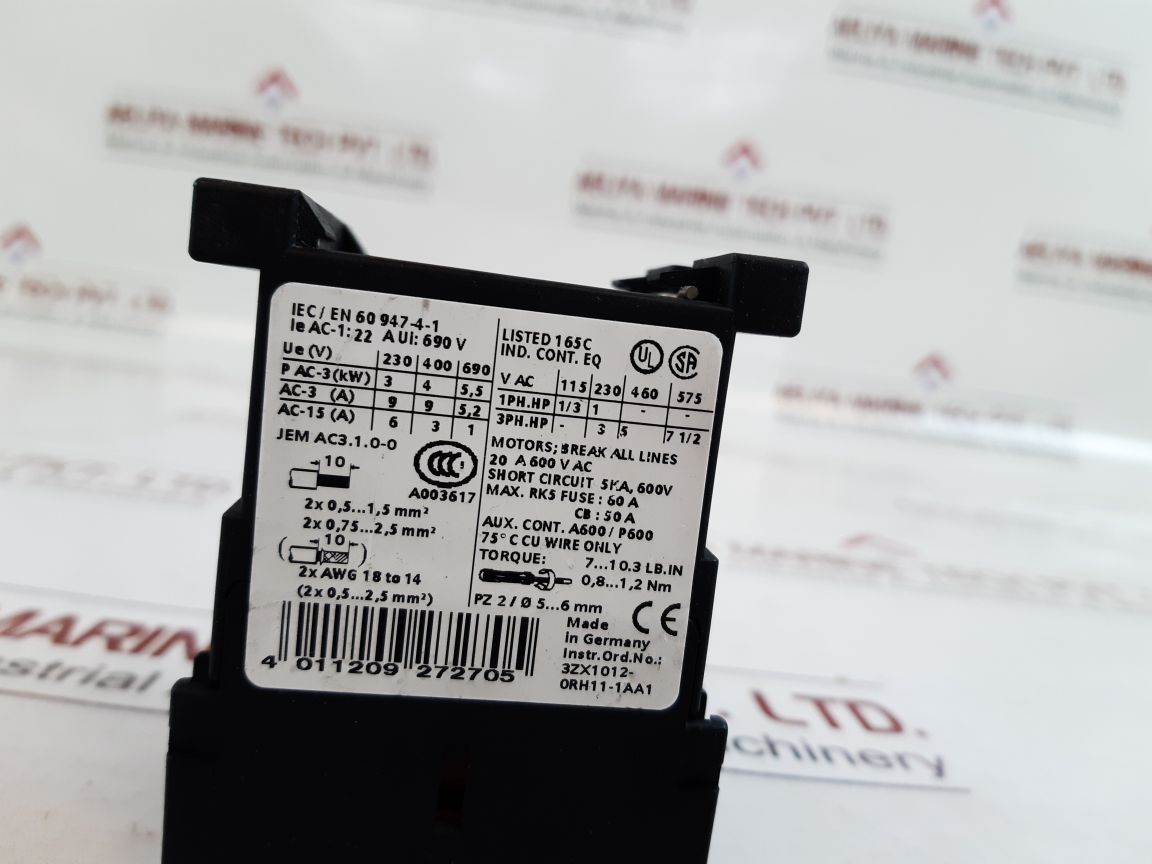 IEC / EN 60 947-4-1
Ie AC-1: 22 A Ui: 690 V
Ue (V) 230 400 690
P AC-3 (kW) 3 4 5,5
AC-3 (A) 9 9 5,2
AC-15 (A) 6 3 1
JEM AC3.1.0-0
CCC
A003617
10
2x 0,5...1,5 mm²
2x 0,75...2,5 mm²
10
2x AWG 18 to 14
(2x 0,5...2,5 mm²)
4 011209 272705
LISTED 165C
IND. CONT. EQ
UL SA
V AC 115 230 460 575
1PH.HP 1/3 1 - -
3PH.HP - 3 5 7 1/2
MOTORS; BREAK ALL LINES
20 A 600 V AC
SHORT CIRCUIT 5KA, 600V
MAX. RK5 FUSE : 60 A
CB : 50 A
AUX. CONT. A600 / P600
75° C CU WIRE ONLY
TORQUE: 7...10.3 LB.IN
0,8...1,2 Nm
PZ 2 / Ø 5...6 mm
Made
in Germany
Instr.Ord.No.:
3ZX1012-
0RH11-1AA1
CE
MARIN
LTD.
dustrial
chinery